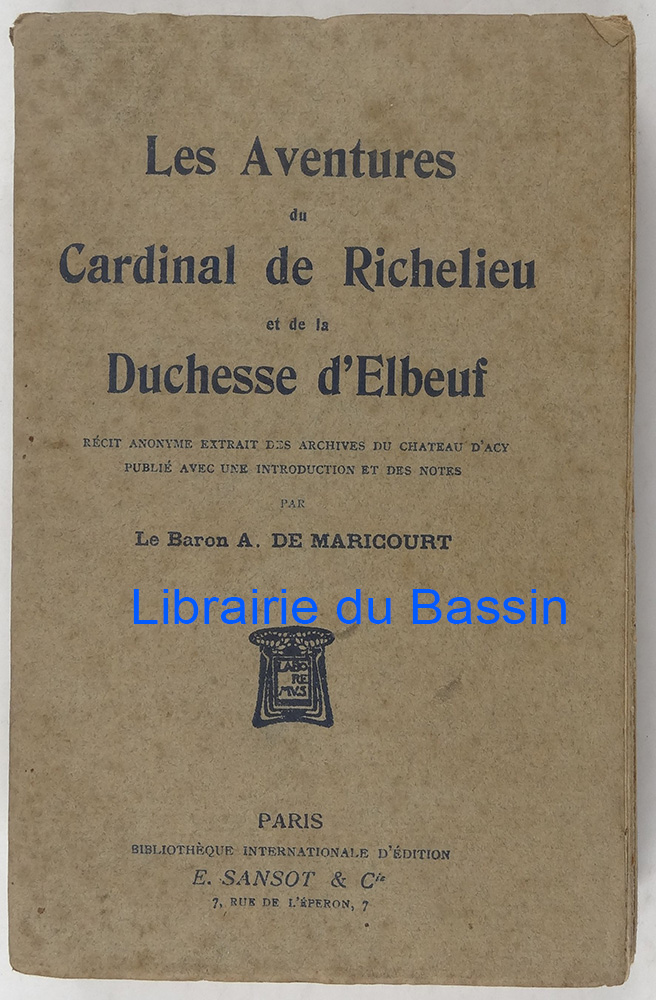 Les Aventures
du
Cardinal de Richelieu
et de la
Duchesse d'Elbeuf
RÉCIT ANONYME EXTRAIT DES ARCHIVES DU CHATEAU D'ACY
PUBLIÉ AVEC UNE INTRODUCTION ET DES NOTES
PAR
Le Baron A. DE MARICOURT
Librairie du Bassin
LABO
RE
MVS
PARIS
BIBLIOTHÈQUE INTERNATIONALE D'ÉDITION
E. SANSOT & Cie
7, RUE DE L'ÉPERON, 7